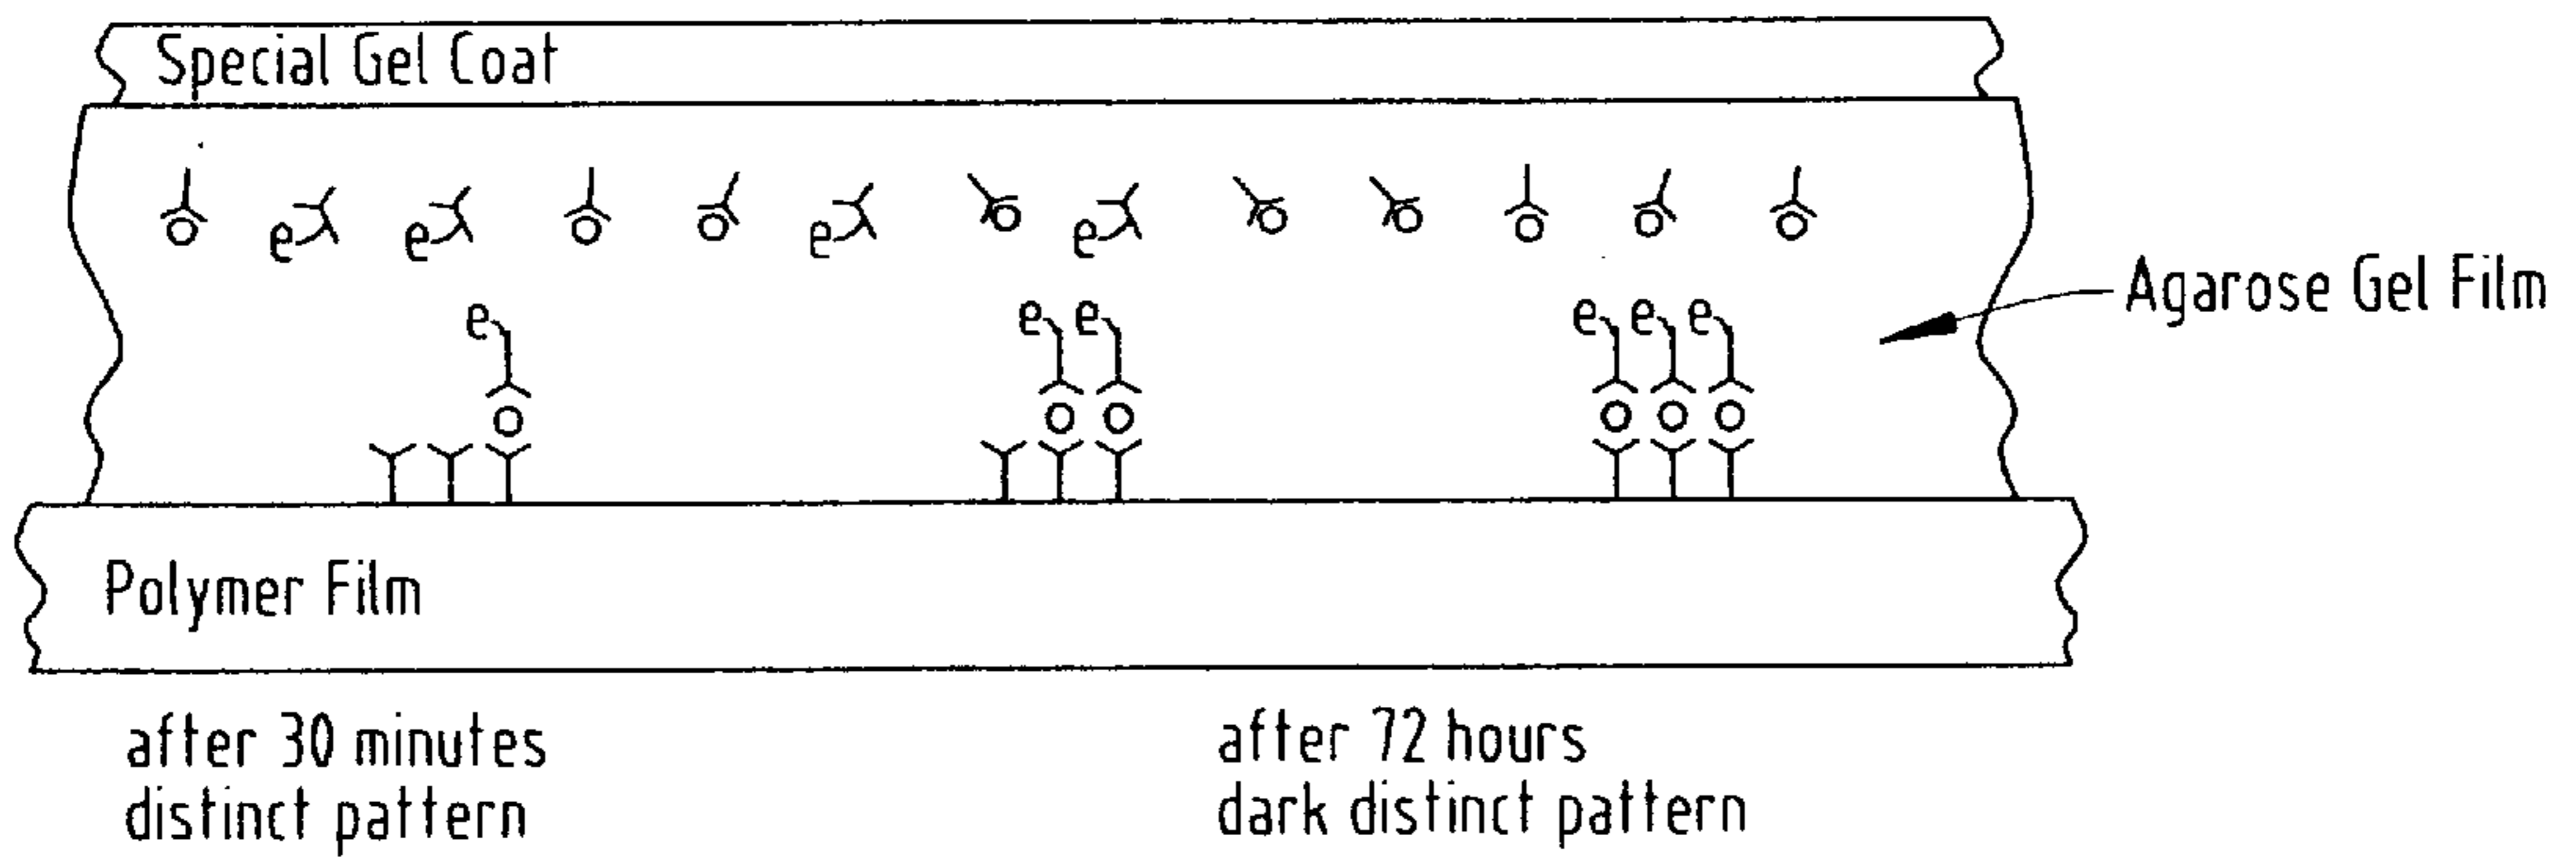 Special Gel Coat
e e e e
Agarose Gel Film
e e e e e e
Polymer Film
after 30 minutes
distinct pattern
after 72 hours
dark distinct pattern